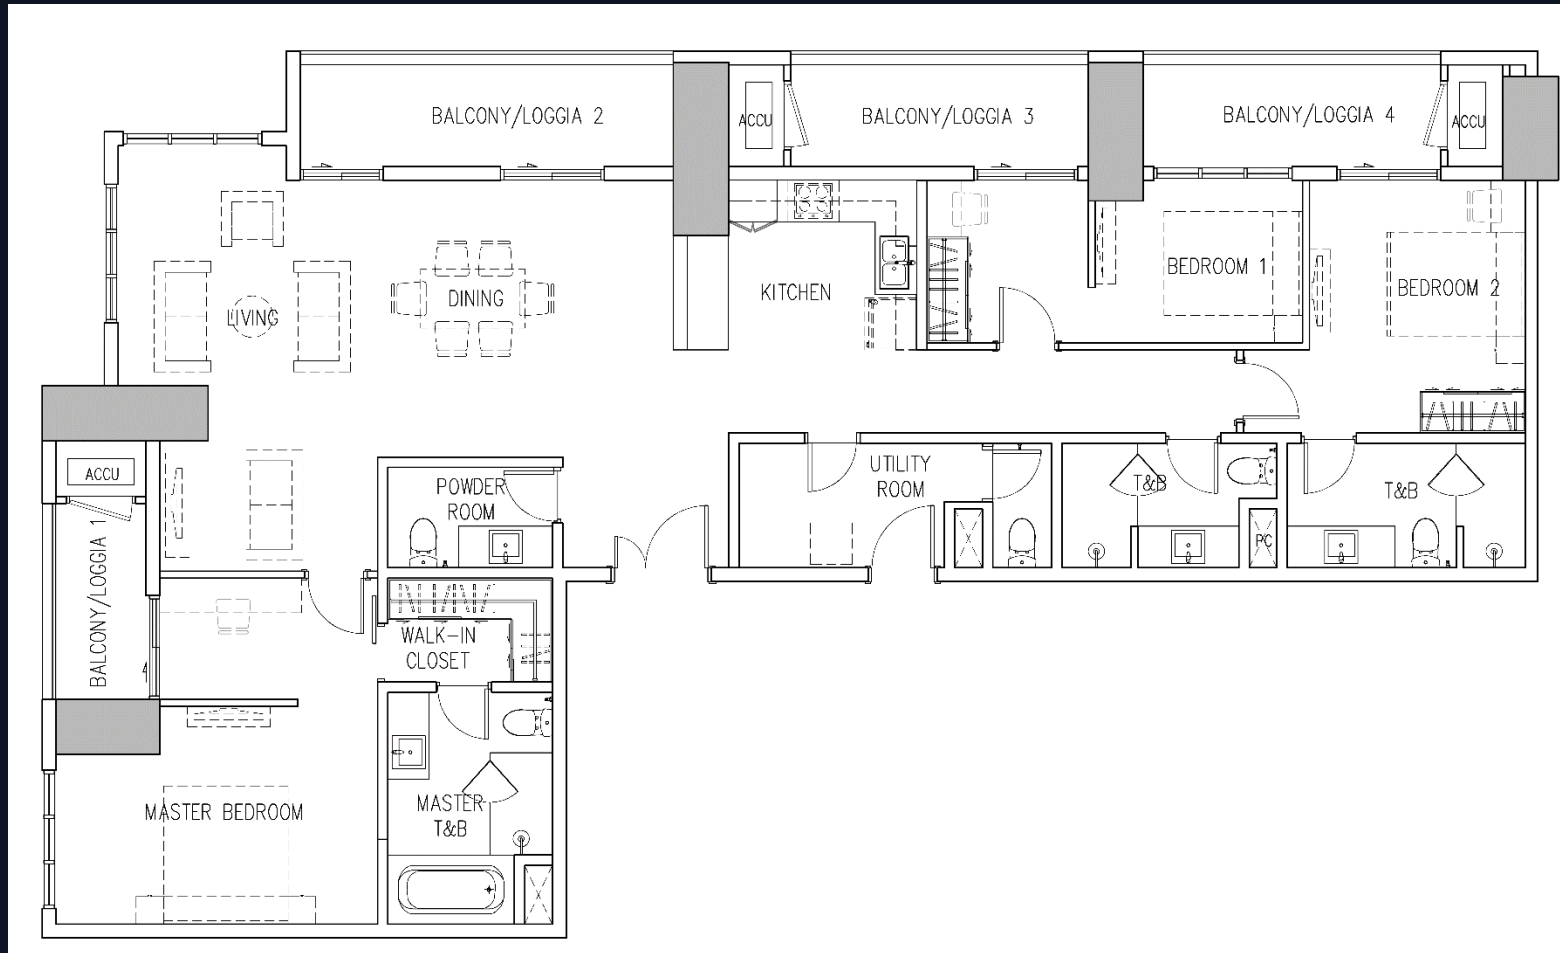 BALCONY/LOGGIA 2
ACCU
BALCONY/LOGGIA 3
BALCONY/LOGGIA 4
ACCU
LIVING
DINING
KITCHEN
BEDROOM 1
BEDROOM 2
ACCU
BALCONY/LOGGIA 1
POWDER
ROOM
UTILITY
ROOM
T&B
PC
T&B
WALK-IN
CLOSET
MASTER BEDROOM
MASTER
T&B